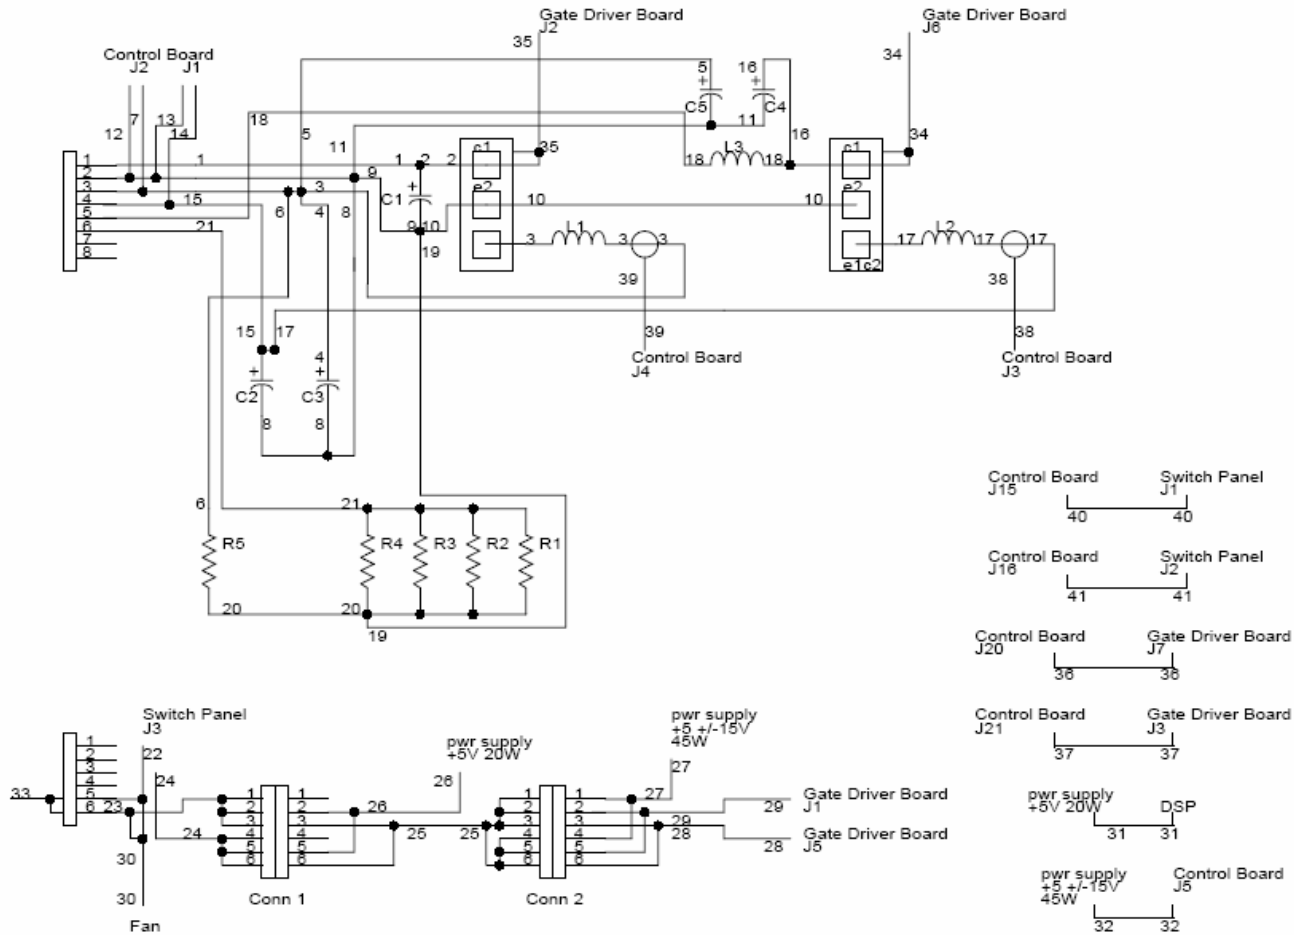 Gate Driver Board
J2
Gate Driver Board
J6
35
34
Control Board
J2 J1
5 16
C5 C4
12 7 13 14 18 5 11 11 16
35 34
c1 c1
1 1 1 2 2 18 L3 18
2 9
e2 e2
3 15 3 C1 10 10
4 6 4 8
5 21 9 10
6 19
7 3 L1 3 3 17 L2 17 17
8
e1c2
39 38
39 38
15 17
Control Board
J4
Control Board
J3
4
C2 C3
8 8
6 21
R5 R4 R3 R2 R1
20 20
19
Control Board
J15
Switch Panel
J1
40 40
Control Board
J16
Switch Panel
J2
41 41
Control Board
J20
Gate Driver Board
J7
36 36
Control Board
J21
Gate Driver Board
J3
37 37
pwr supply
+5V 20W
DSP
31 31
pwr supply
+5 +/-15V
45W
Control Board
J5
32 32
Switch Panel
J3
22
24
pwr supply
+5V 20W
26
pwr supply
+5 +/-15V
45W
27
1
2
3
4
5
6
33
23
24
30
30
Fan
1 1
2 2
3 3
4 4
5 5
6 6
Conn 1
26
25 25
1 1
2 2
3 3
4 4
5 5
6 6
Conn 2
27
29 29
28 28
Gate Driver Board
J1
Gate Driver Board
J5